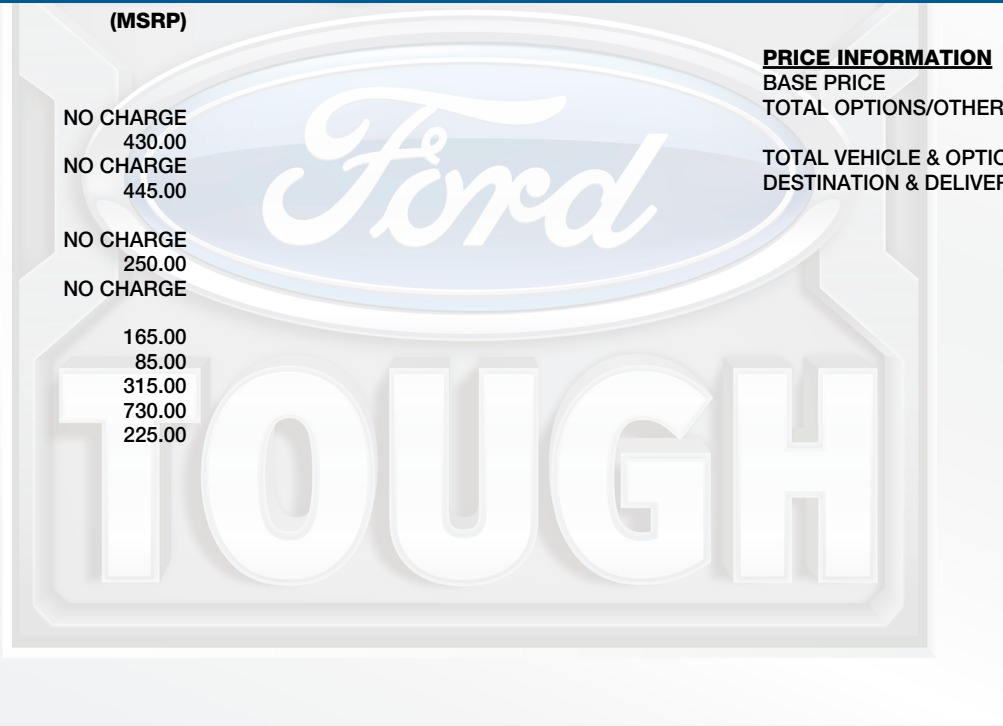 (MSRP)
NO CHARGE
430.00
NO CHARGE
445.00
NO CHARGE
250.00
NO CHARGE
165.00
85.00
315.00
730.00
225.00
PRICE INFORMATION
BASE PRICE
TOTAL OPTIONS/OTHER
TOTAL VEHICLE & OPTIO
DESTINATION & DELIVER
Ford
TOUGH